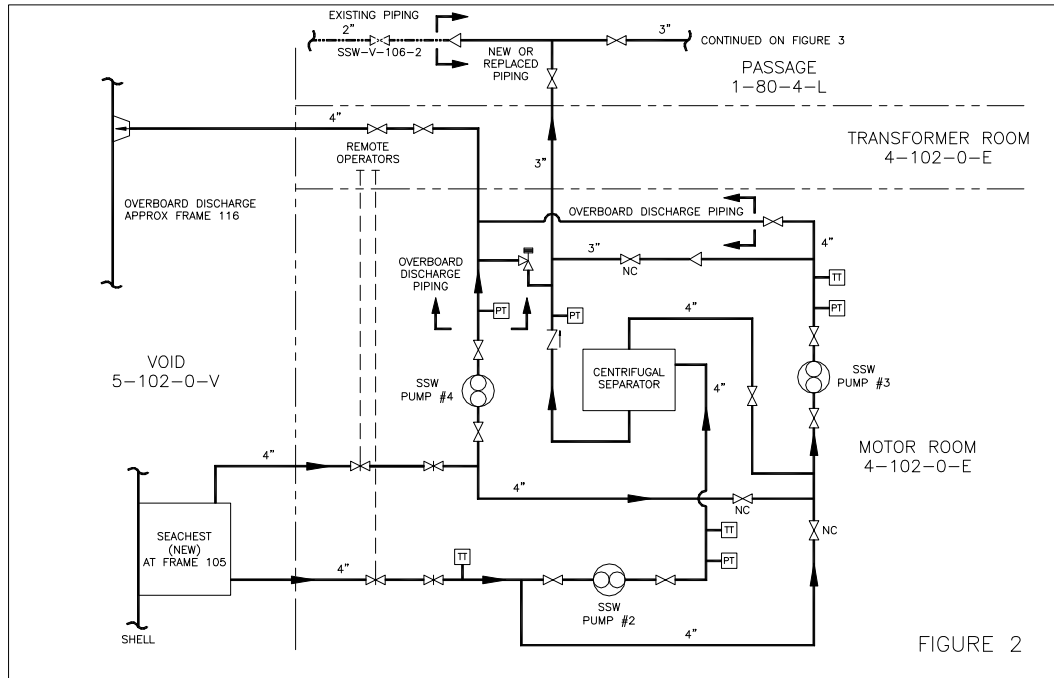 EXISTING PIPING
2"
SSW-V-106-2
NEW OR
REPLACED
PIPING
3"
CONTINUED ON FIGURE 3
PASSAGE
1-80-4-L
4"
REMOTE
OPERATORS
3"
TRANSFORMER ROOM
4-102-0-E
OVERBOARD DISCHARGE
APPROX FRAME 116
OVERBOARD DISCHARGE PIPING
4"
3"
NC
OVERBOARD
DISCHARGE
PIPING
TT
PT
PT
PT
4"
VOID
5-102-0-V
SSW
PUMP #4
CENTRIFUGAL
SEPARATOR
4"
SSW
PUMP #3
MOTOR ROOM
4-102-0-E
4"
4"
NC
NC
SEACHEST
(NEW)
AT FRAME 105
TT
PT
4"
TT
SSW
PUMP #2
4"
SHELL
FIGURE 2